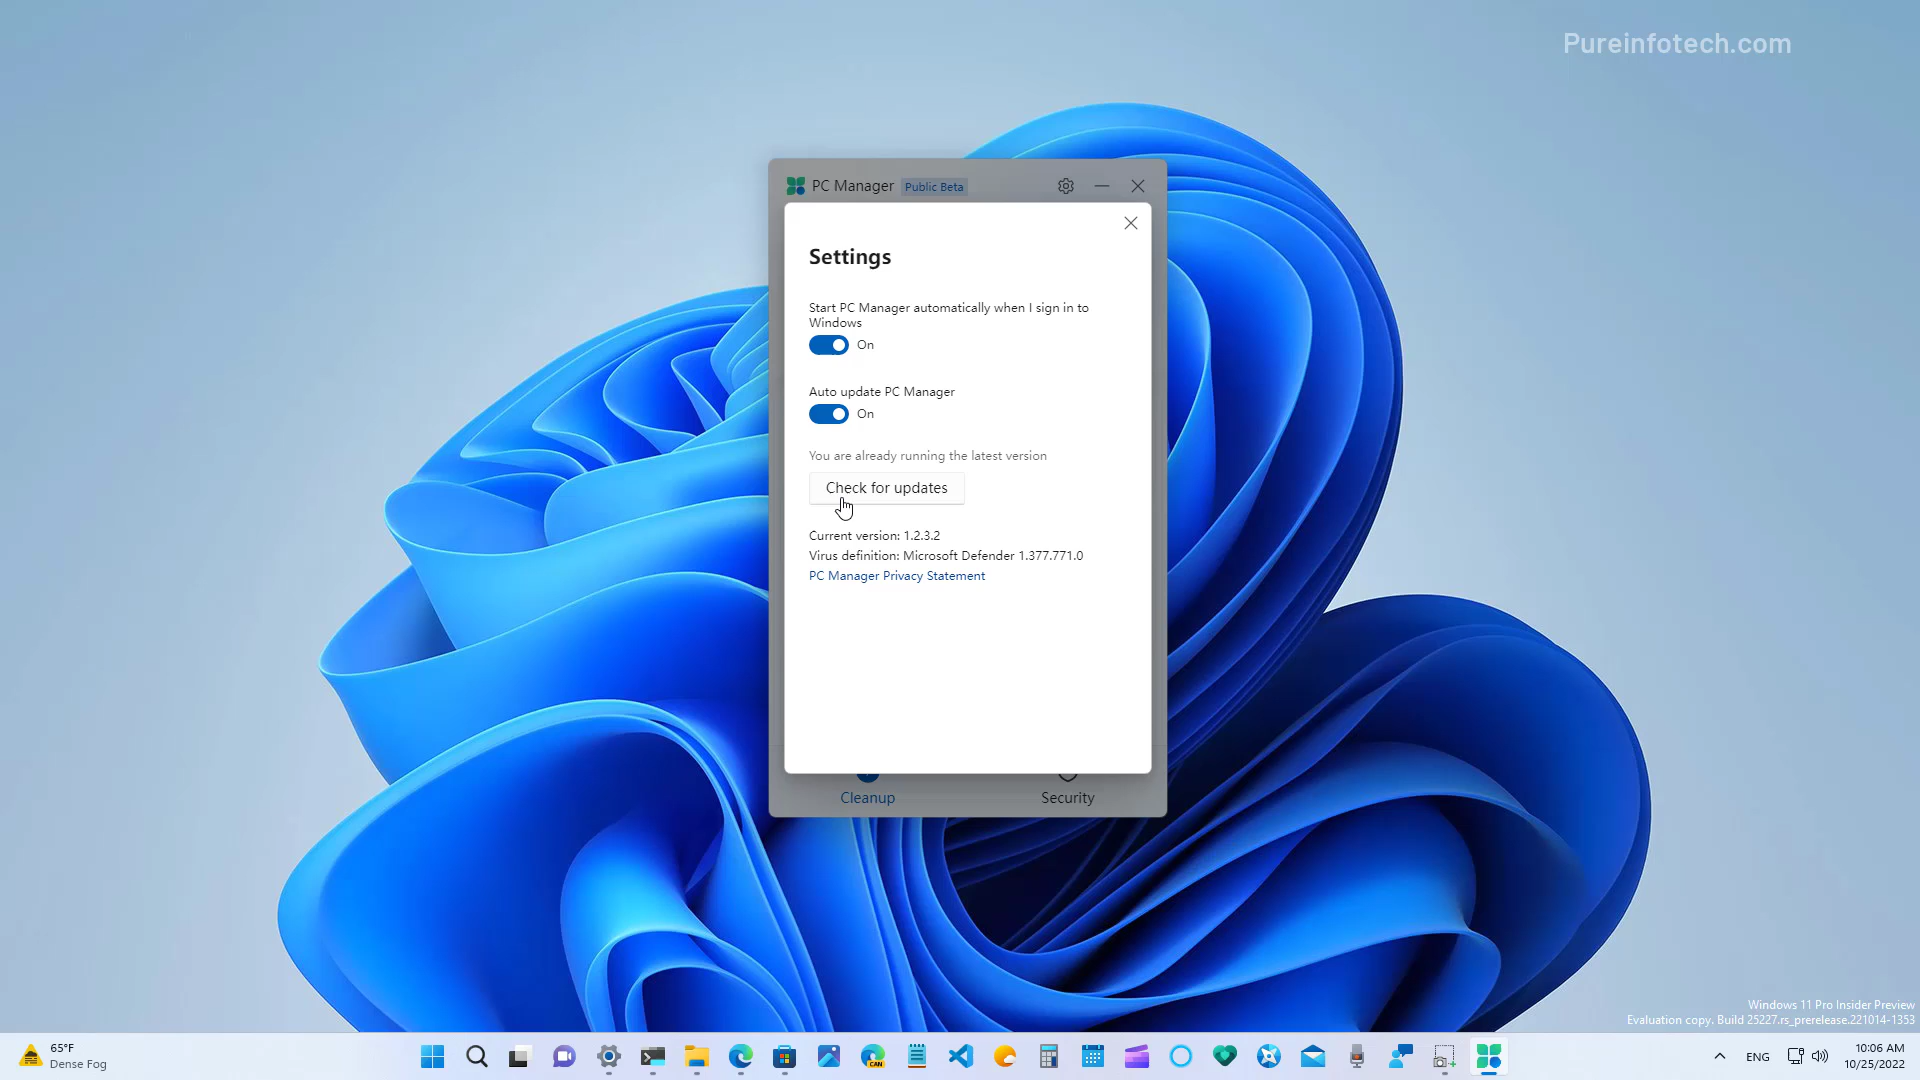 Pureinfotech.com
PC Manager Public Beta
Settings
Start PC Manager automatically when I sign in to
Windows
On
Auto update PC Manager
On
You are already running the latest version
Check for updates
Current version: 1.2.3.2
Virus definition: Microsoft Defender 1.377.771.0
PC Manager Privacy Statement
Cleanup
Security
Windows 11 Pro Insider Preview
Evaluation copy. Build 25227.rs_prerelease.221014-1353
65°F
Dense Fog
CAN
ENG
10:06 AM
10/25/2022